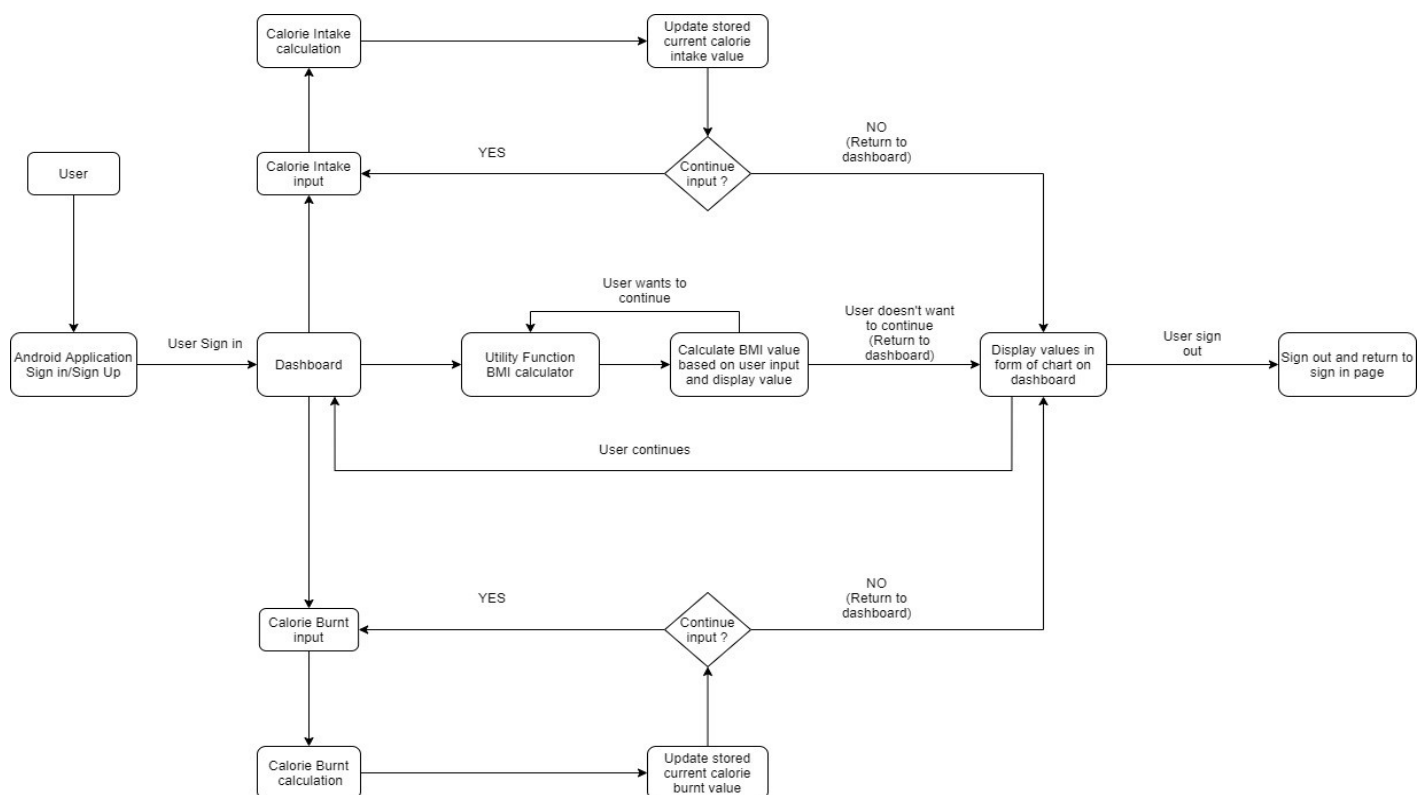 Calorie Intake
calculation
Update stored
current calorie
intake value
User
Calorie Intake
input
YES
Continue
input ?
NO
(Return to
dashboard)
Android Application
Sign in/Sign Up
User Sign in
Dashboard
Utility Function
BMI calculator
User wants to
continue
Calculate BMI value
based on user input
and display value
User doesn't want
to continue
(Return to
dashboard)
Display values in
form of chart on
dashboard
User sign
out
Sign out and return to
sign in page
User continues
Calorie Burnt
input
YES
Continue
input ?
NO
(Return to
dashboard)
Calorie Burnt
calculation
Update stored
current calorie
burnt value